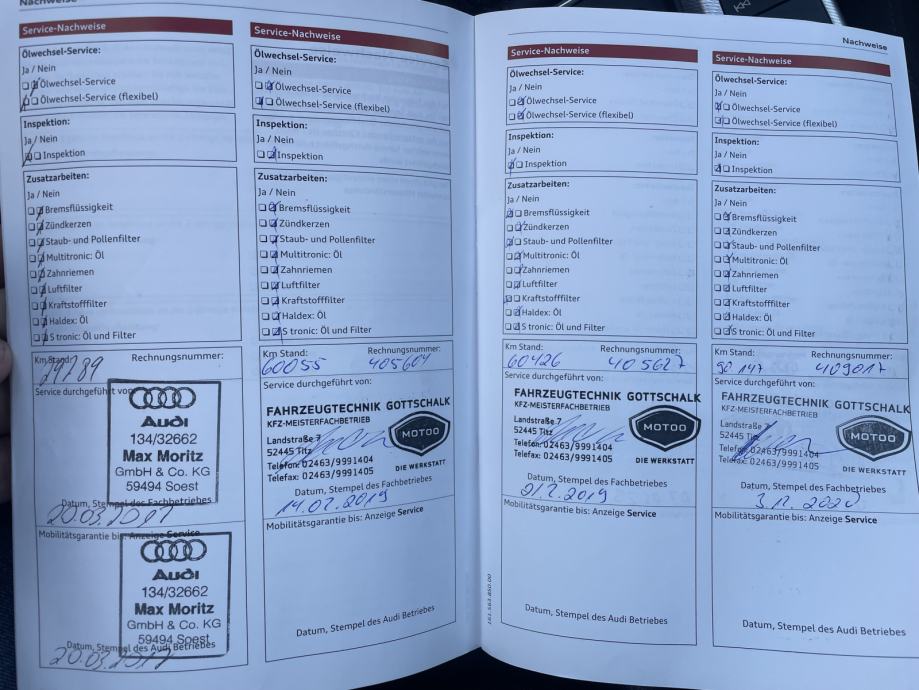 Nachweise
Service-Nachweise
Ölwechsel-Service:
Ja / Nein
Ölwechsel-Service
Ölwechsel-Service (flexibel)
Inspektion:
Ja / Nein
Inspektion
Zusatzarbeiten:
Ja / Nein
Bremsflüssigkeit
Zündkerzen
Staub- und Pollenfilter
Multitronic: Öl
Zahnriemen
Luftfilter
Kraftstofffilter
Haldex: Öl
S tronic: Öl und Filter
Km Stand:
Rechnungsnummer:
29789
Service durchgeführt von:
Audi
134/32662
Max Moritz
GmbH & Co. KG
59494 Soest
Datum, Stempel des Fachbetriebes
20.03.2017
Mobilitätsgarantie bis: Anzeige Service
Audi
134/32662
Max Moritz
GmbH & Co. KG
59494 Soest
Datum, Stempel des Audi Betriebes
20.03.2017
Service-Nachweise
Ölwechsel-Service:
Ja / Nein
Ölwechsel-Service
Ölwechsel-Service (flexibel)
Inspektion:
Ja / Nein
Inspektion
Zusatzarbeiten:
Ja / Nein
Bremsflüssigkeit
Zündkerzen
Staub- und Pollenfilter
Multitronic: Öl
Zahnriemen
Luftfilter
Kraftstofffilter
Haldex: Öl
S tronic: Öl und Filter
Km Stand:
Rechnungsnummer:
60055
405604
Service durchgeführt von:
FAHRZEUGTECHNIK GOTTSCHALK
KFZ-MEISTERFACHBETRIEB
Landstraße 7
52445 Titz
Telefon: 02463/9991404
Telefax: 02463/9991405
MOTOO
DIE WERKSTATT
Datum, Stempel des Fachbetriebes
14.02.2019
Mobilitätsgarantie bis: Anzeige Service
Datum, Stempel des Audi Betriebes
Nachweise
Service-Nachweise
Ölwechsel-Service:
Ja / Nein
Ölwechsel-Service
Ölwechsel-Service (flexibel)
Inspektion:
Ja / Nein
Inspektion
Zusatzarbeiten:
Ja / Nein
Bremsflüssigkeit
Zündkerzen
Staub- und Pollenfilter
Multitronic: Öl
Zahnriemen
Luftfilter
Kraftstofffilter
Haldex: Öl
S tronic: Öl und Filter
Km Stand:
Rechnungsnummer:
60426
405627
Service durchgeführt von:
FAHRZEUGTECHNIK GOTTSCHALK
KFZ-MEISTERFACHBETRIEB
Landstraße 7
52445 Titz
Telefon: 02463/9991404
Telefax: 02463/9991405
MOTOO
DIE WERKSTATT
Datum, Stempel des Fachbetriebes
21.2.2019
Mobilitätsgarantie bis: Anzeige Service
Datum, Stempel des Audi Betriebes
Service-Nachweise
Ölwechsel-Service:
Ja / Nein
Ölwechsel-Service
Ölwechsel-Service (flexibel)
Inspektion:
Ja / Nein
Inspektion
Zusatzarbeiten:
Ja / Nein
Bremsflüssigkeit
Zündkerzen
Staub- und Pollenfilter
Multitronic: Öl
Zahnriemen
Luftfilter
Kraftstofffilter
Haldex: Öl
S tronic: Öl und Filter
Km Stand:
Rechnungsnummer:
90147
409017
Service durchgeführt von:
FAHRZEUGTECHNIK GOTTSCHALK
KFZ-MEISTERFACHBETRIEB
Landstraße 7
52445 Titz
Telefon: 02463/9991404
Telefax: 02463/9991405
MOTOO
DIE WERKSTATT
Datum, Stempel des Fachbetriebes
3.12.2020
Mobilitätsgarantie bis: Anzeige Service
Datum, Stempel des Audi Betriebes